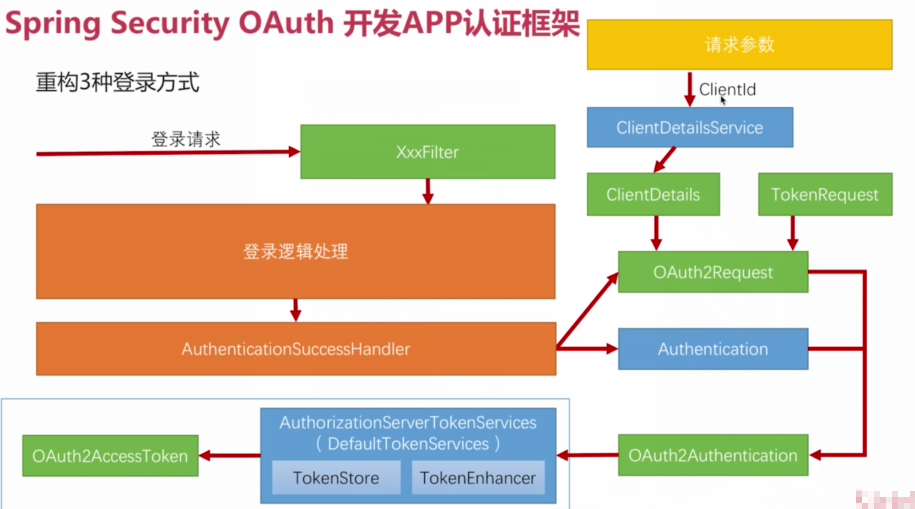 Spring Security OAuth 开发APP认证框架
重构3种登录方式
请求参数
ClientId
登录请求
XxxFilter
ClientDetailsService
ClientDetails
TokenRequest
登录逻辑处理
OAuth2Request
AuthenticationSuccessHandler
Authentication
AuthorizationServerTokenServices
（DefaultTokenServices）
OAuth2AccessToken
TokenStore
TokenEnhancer
OAuth2Authentication